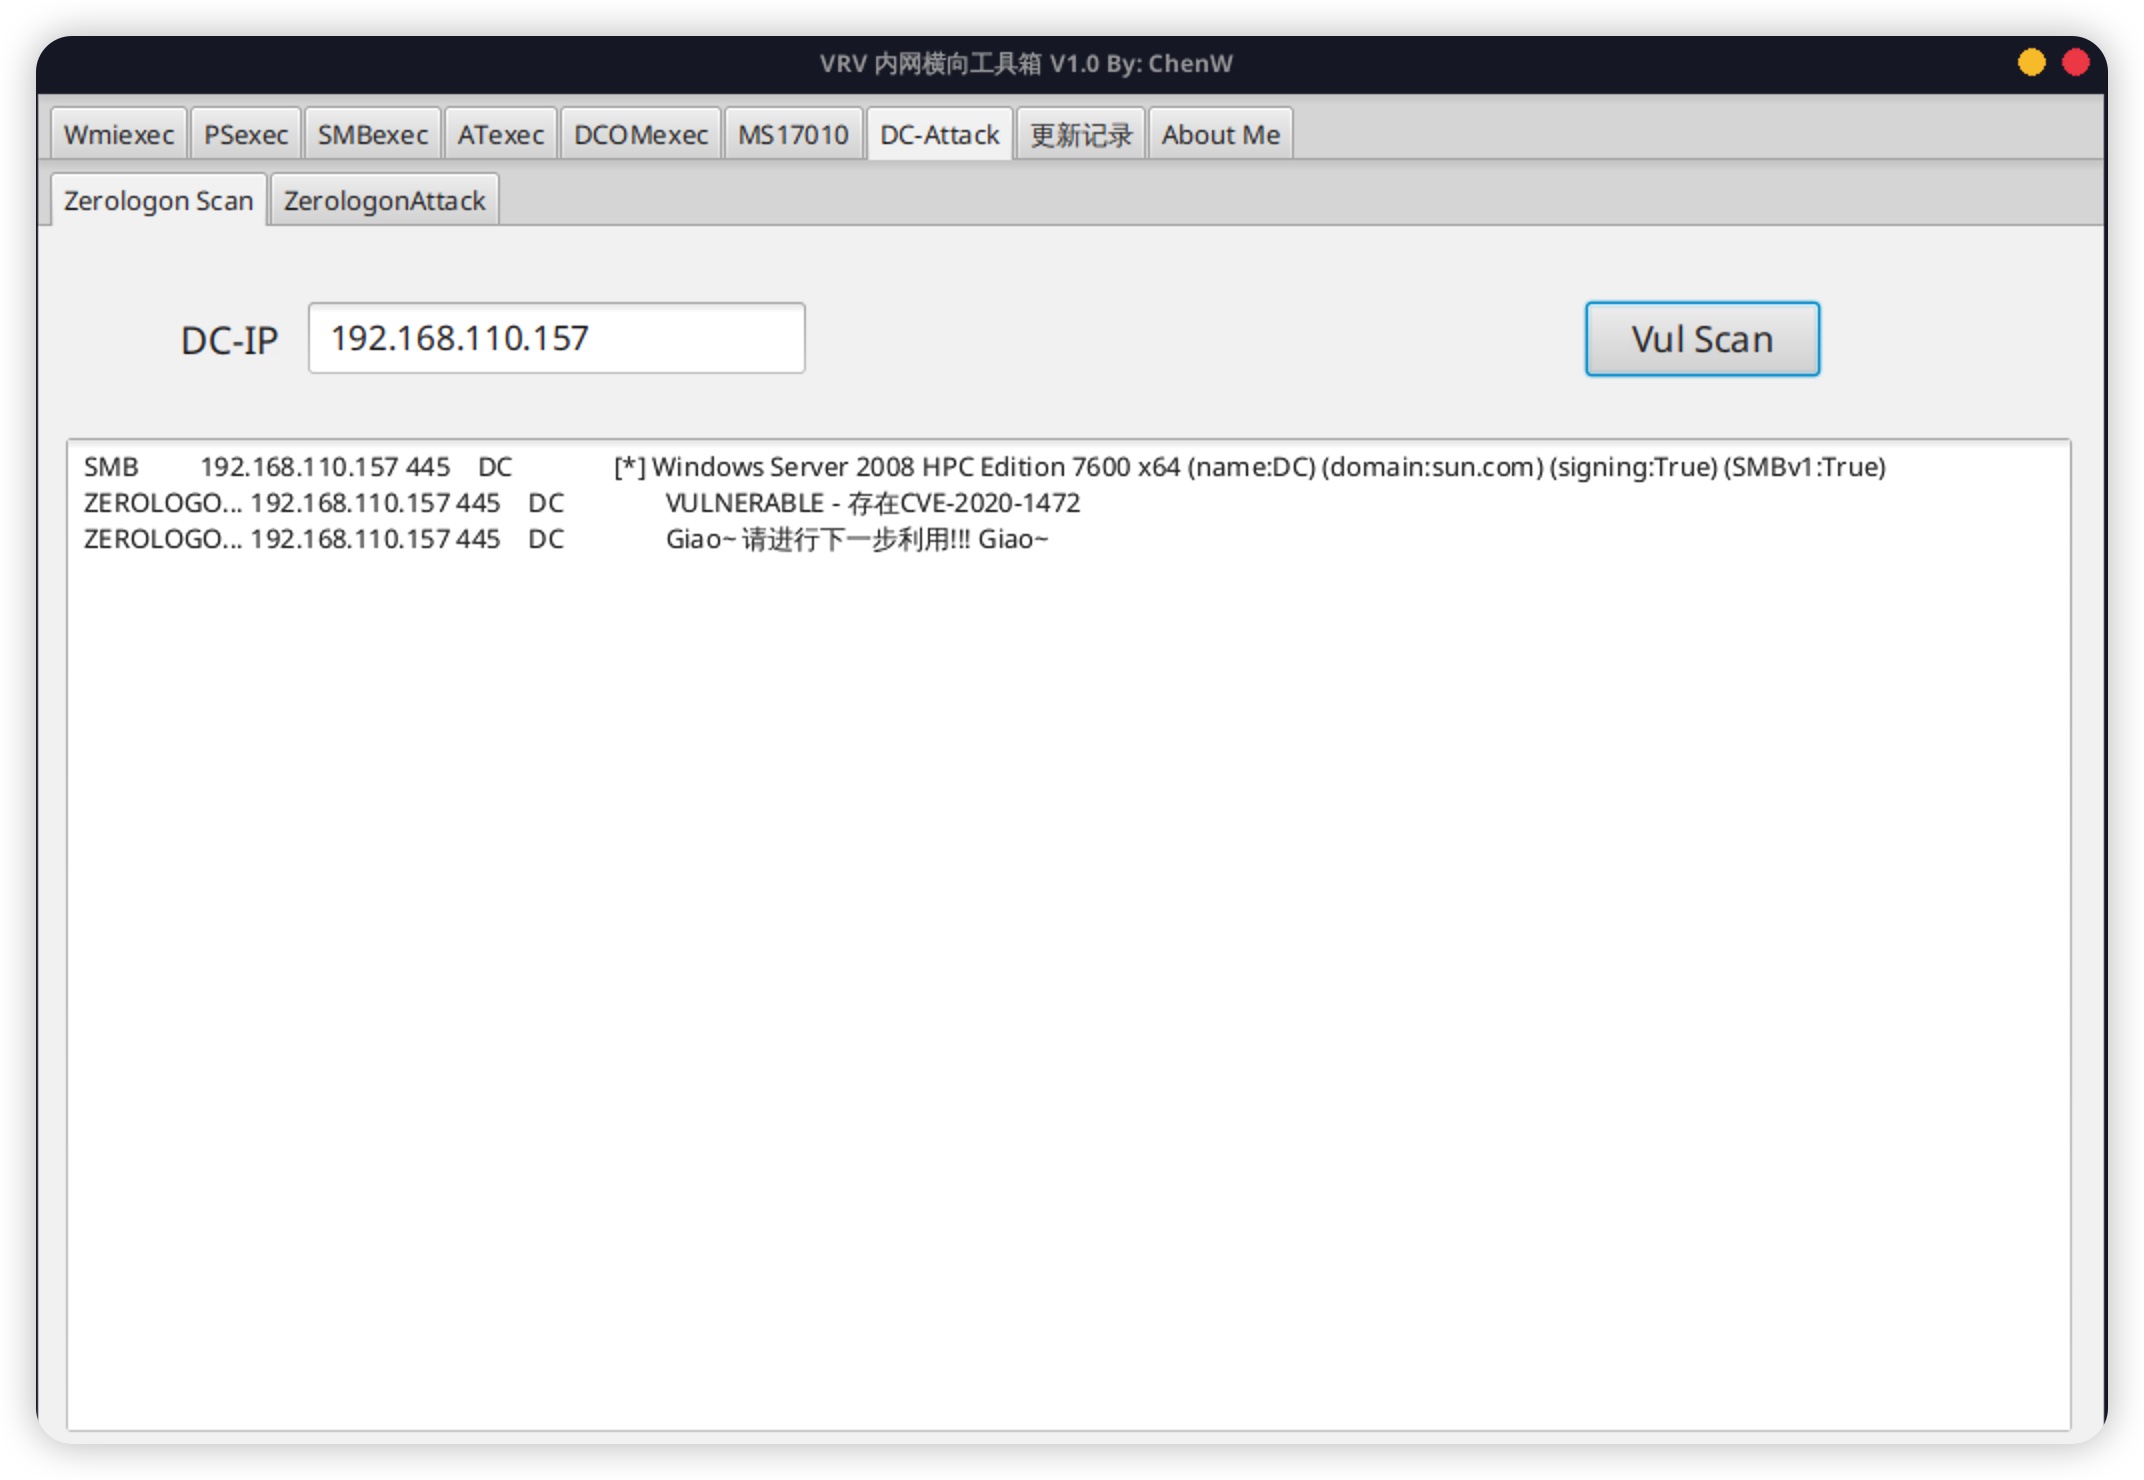 VRV 内网横向工具箱 V1.0 By: ChenW
Wmiexec PSexec SMBexec ATexec DCOMexec MS17010 DC-Attack 更新记录 About Me
Zerologon Scan ZerologonAttack
DC-IP 192.168.110.157 Vul Scan
SMB 192.168.110.157 445 DC [*] Windows Server 2008 HPC Edition 7600 x64 (name:DC) (domain:sun.com) (signing:True) (SMBv1:True)
ZEROLOGO... 192.168.110.157 445 DC VULNERABLE - 存在CVE-2020-1472
ZEROLOGO... 192.168.110.157 445 DC Giao~ 请进行下一步利用!!! Giao~